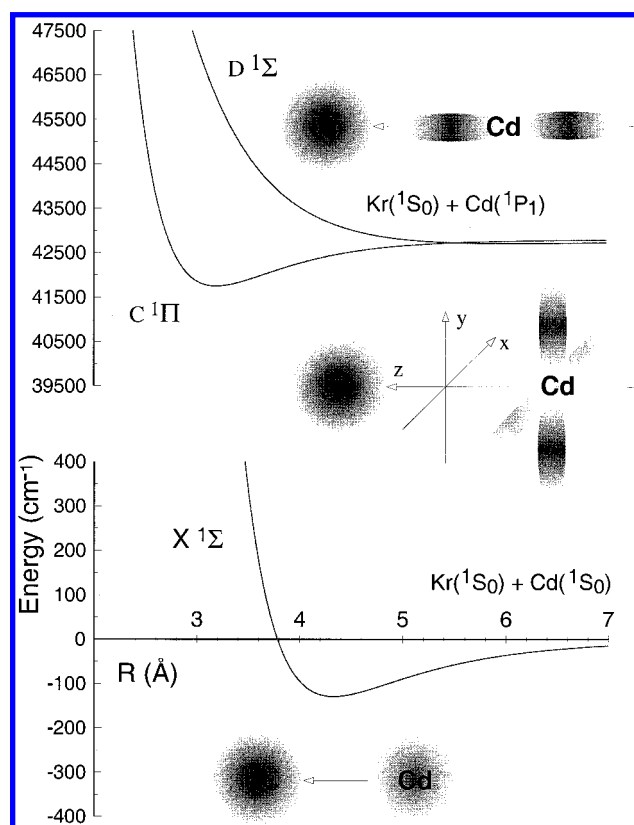 47500
46500
D ¹Σ
45500
Cd
44500
43500
Kr(¹S₀) + Cd(¹P₁)
42500
41500
C ¹Π
y
x
40500
z
Cd
39500
400
300
X ¹Σ
200
Energy (cm⁻¹)
100
Kr(¹S₀) + Cd(¹S₀)
3 4 5 6 7
0
R (Å)
-100
-200
-300
Cd
-400